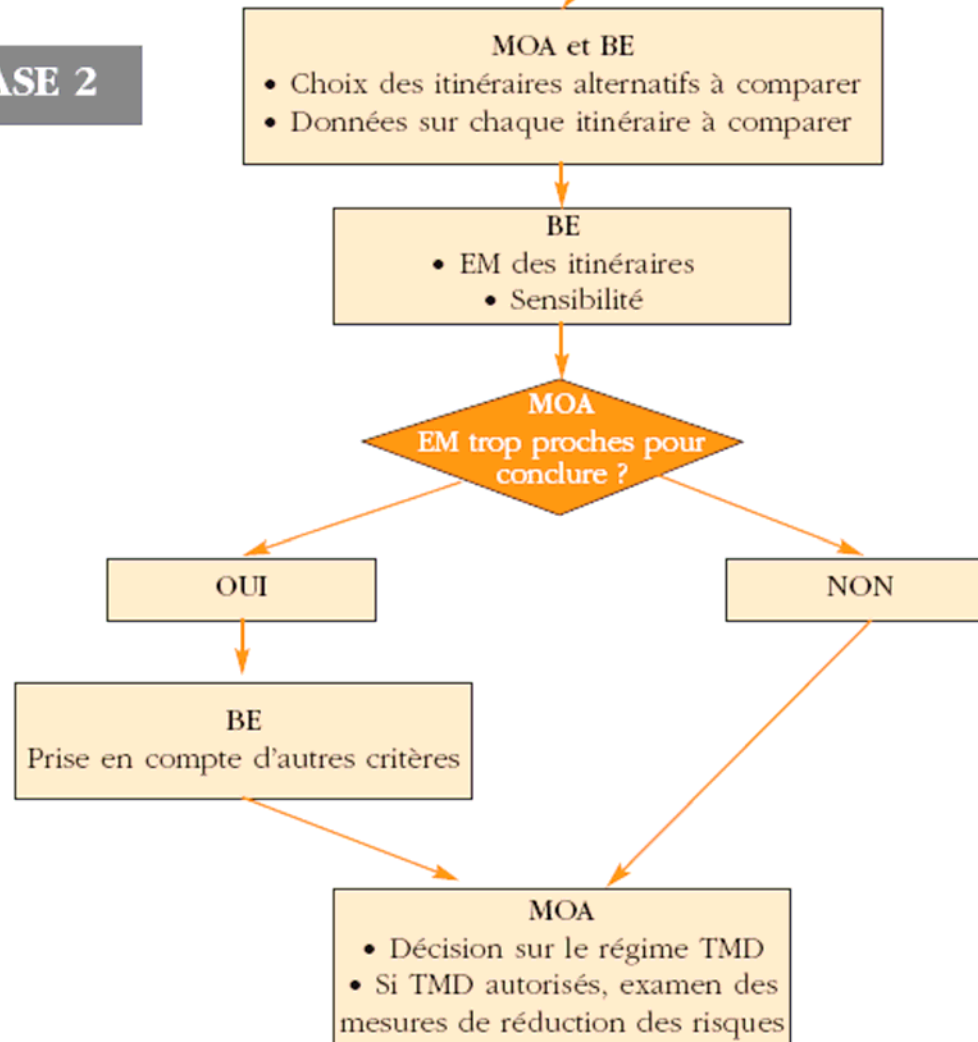 ASE 2
MOA et BE
• Choix des itinéraires alternatifs à comparer
• Données sur chaque itinéraire à comparer
BE
• EM des itinéraires
• Sensibilité
MOA
EM trop proches pour
conclure ?
OUI
NON
BE
Prise en compte d'autres critères
MOA
• Décision sur le régime TMD
• Si TMD autorisés, examen des
mesures de réduction des risques